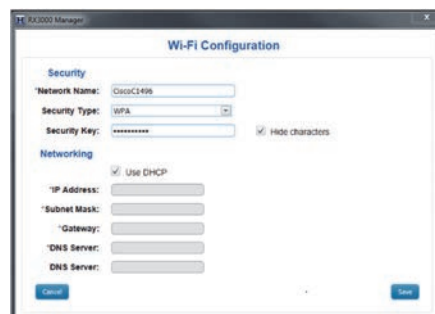 RX3000 Manager
Wi-Fi Configuration
Security
*Network Name: CiscoC1496
Security Type: WPA
Security Key: •••••••••• Hide characters
Networking
Use DHCP
*IP Address:
*Subnet Mask:
*Gateway:
*DNS Server:
DNS Server:
Cancel Save